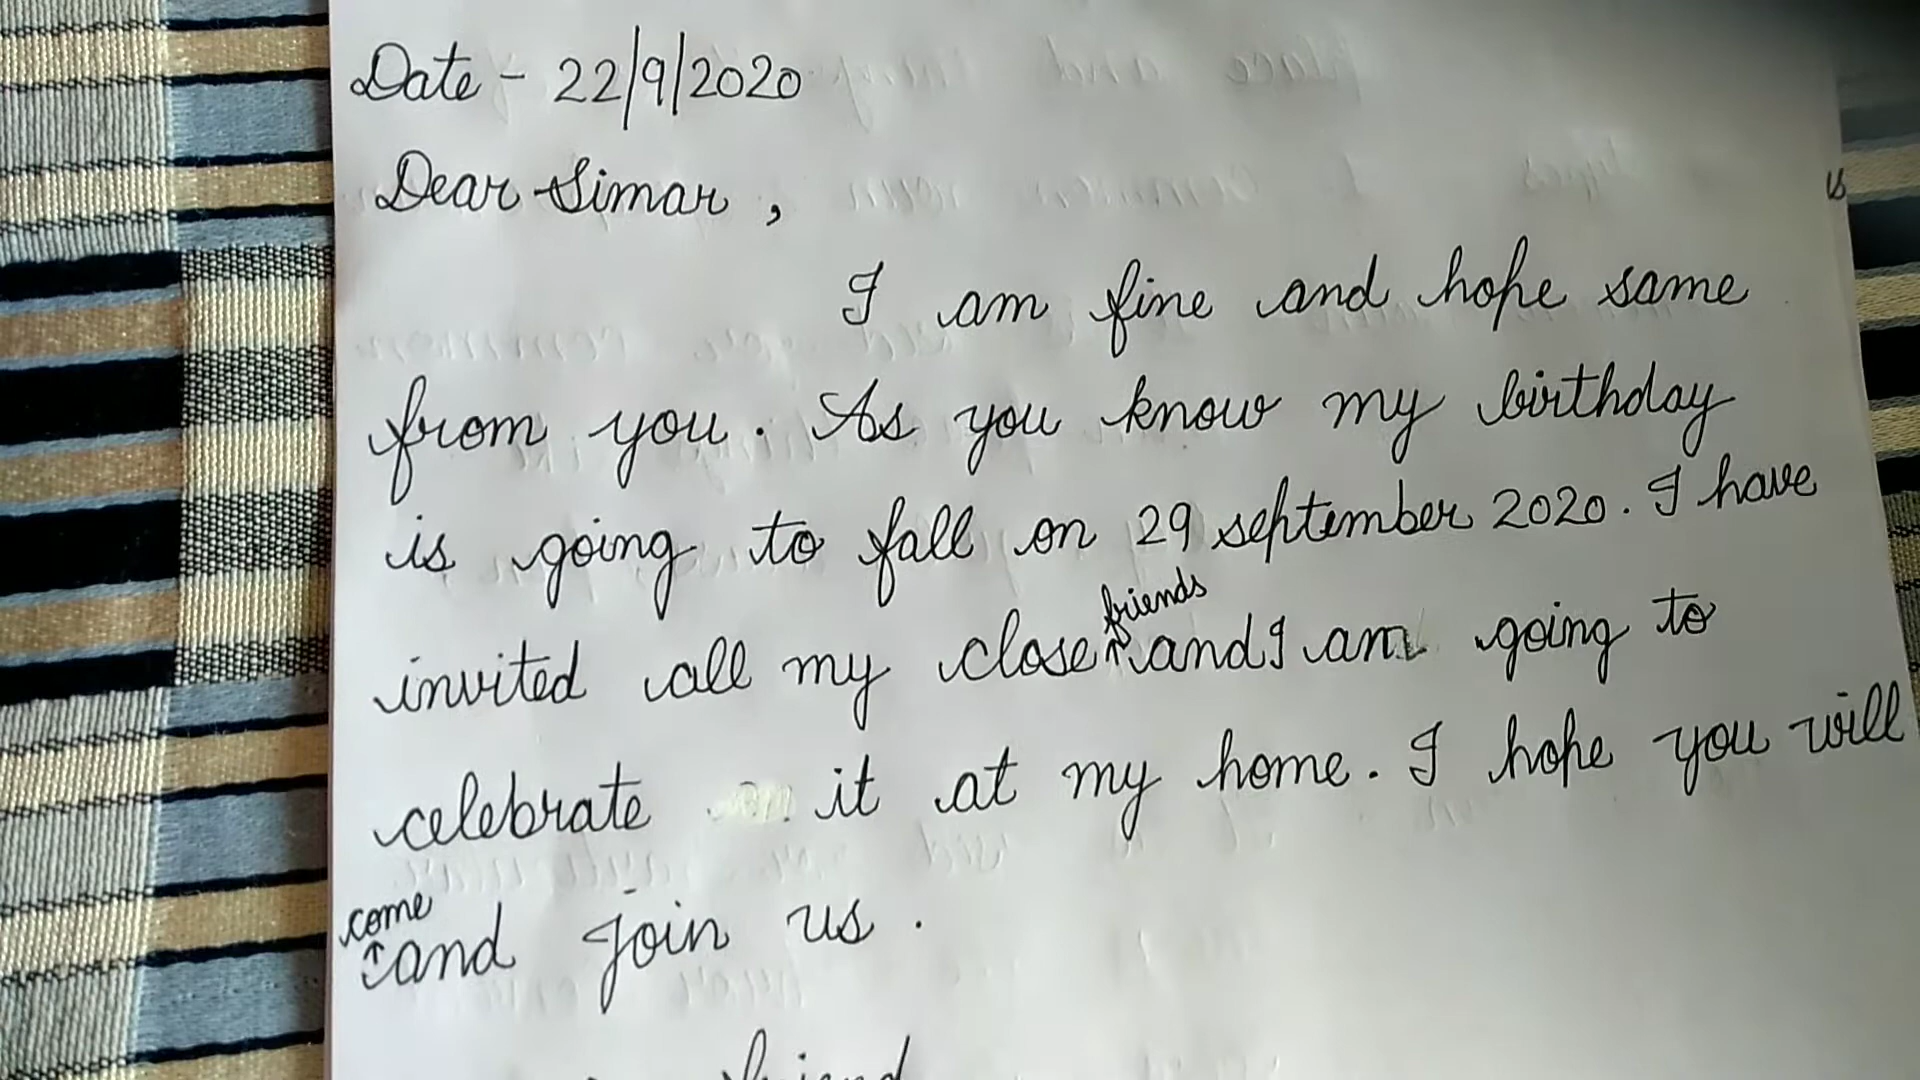 Date - 22/9/2020
Dear Simar,
I am fine and hope same
from you. As you know my birthday
is going to fall on 29 september 2020. I have
invited all my close friends and I am going to
celebrate it at my home. I hope you will
come and join us.
friend